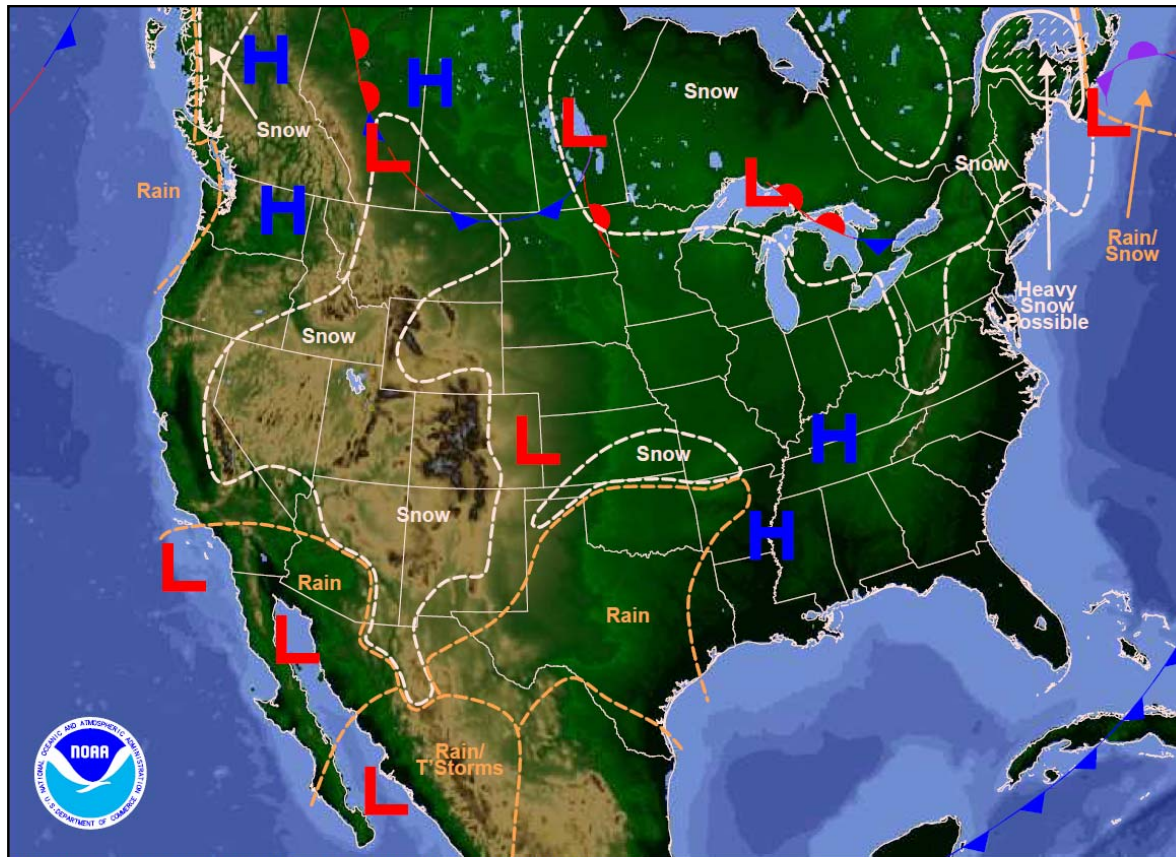 H
H
L
L
Snow
Snow
L
L
Rain
Snow
H
Rain/
Snow
Heavy
Snow
Possible
Snow
L
H
Snow
Snow
H
L
Rain
Rain
L
NATIONAL OCEANIC AND ATMOSPHERIC ADMINISTRATION
NOAA
U.S. DEPARTMENT OF COMMERCE
Rain/
T'Storms
L